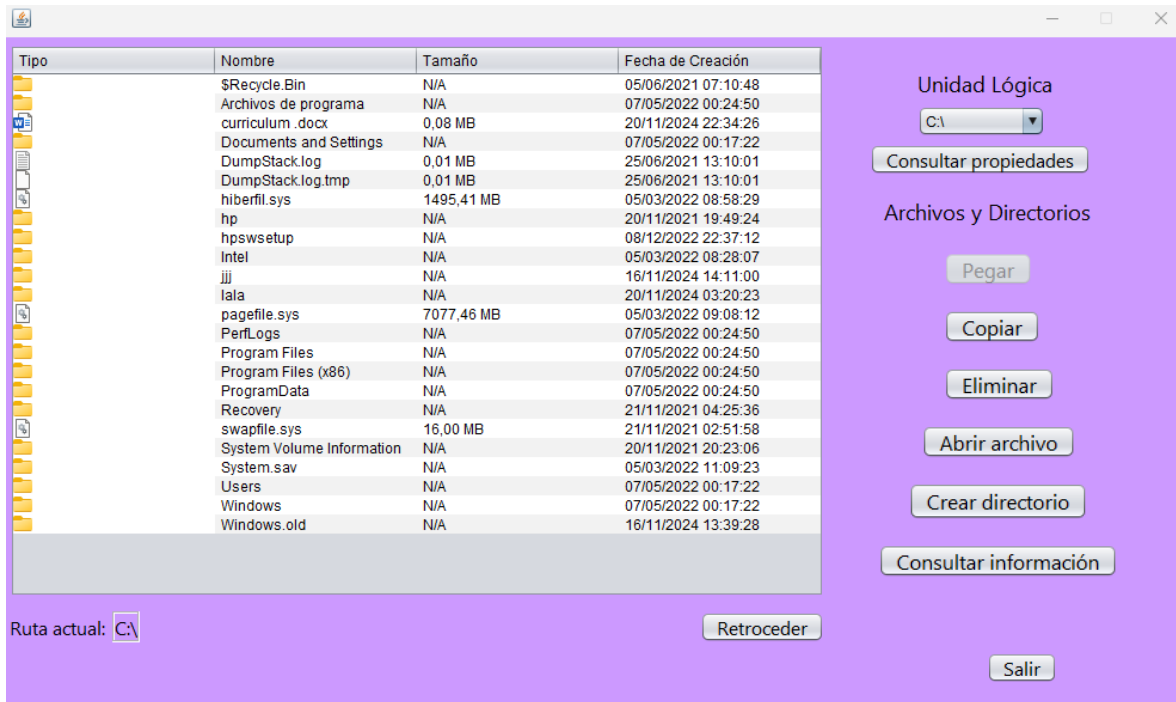 Tipo Nombre Tamaño Fecha de Creación
$Recycle.Bin N/A 05/06/2021 07:10:48
Archivos de programa N/A 07/05/2022 00:24:50
curriculum .docx 0,08 MB 20/11/2024 22:34:26
Documents and Settings N/A 07/05/2022 00:17:22
DumpStack.log 0,01 MB 25/06/2021 13:10:01
DumpStack.log.tmp 0,01 MB 25/06/2021 13:10:01
hiberfil.sys 1495,41 MB 05/03/2022 08:58:29
hp N/A 20/11/2021 19:49:24
hpswsetup N/A 08/12/2022 22:37:12
Intel N/A 05/03/2022 08:28:07
jjj N/A 16/11/2024 14:11:00
lala N/A 20/11/2024 03:20:23
pagefile.sys 7077,46 MB 05/03/2022 09:08:12
PerfLogs N/A 07/05/2022 00:24:50
Program Files N/A 07/05/2022 00:24:50
Program Files (x86) N/A 07/05/2022 00:24:50
ProgramData N/A 07/05/2022 00:24:50
Recovery N/A 21/11/2021 04:25:36
swapfile.sys 16,00 MB 21/11/2021 02:51:58
System Volume Information N/A 20/11/2021 20:23:06
System.sav N/A 05/03/2022 11:09:23
Users N/A 07/05/2022 00:17:22
Windows N/A 07/05/2022 00:17:22
Windows.old N/A 16/11/2024 13:39:28
Ruta actual: C:\
Retroceder
Unidad Lógica
C:\
Consultar propiedades
Archivos y Directorios
Pegar
Copiar
Eliminar
Abrir archivo
Crear directorio
Consultar información
Salir